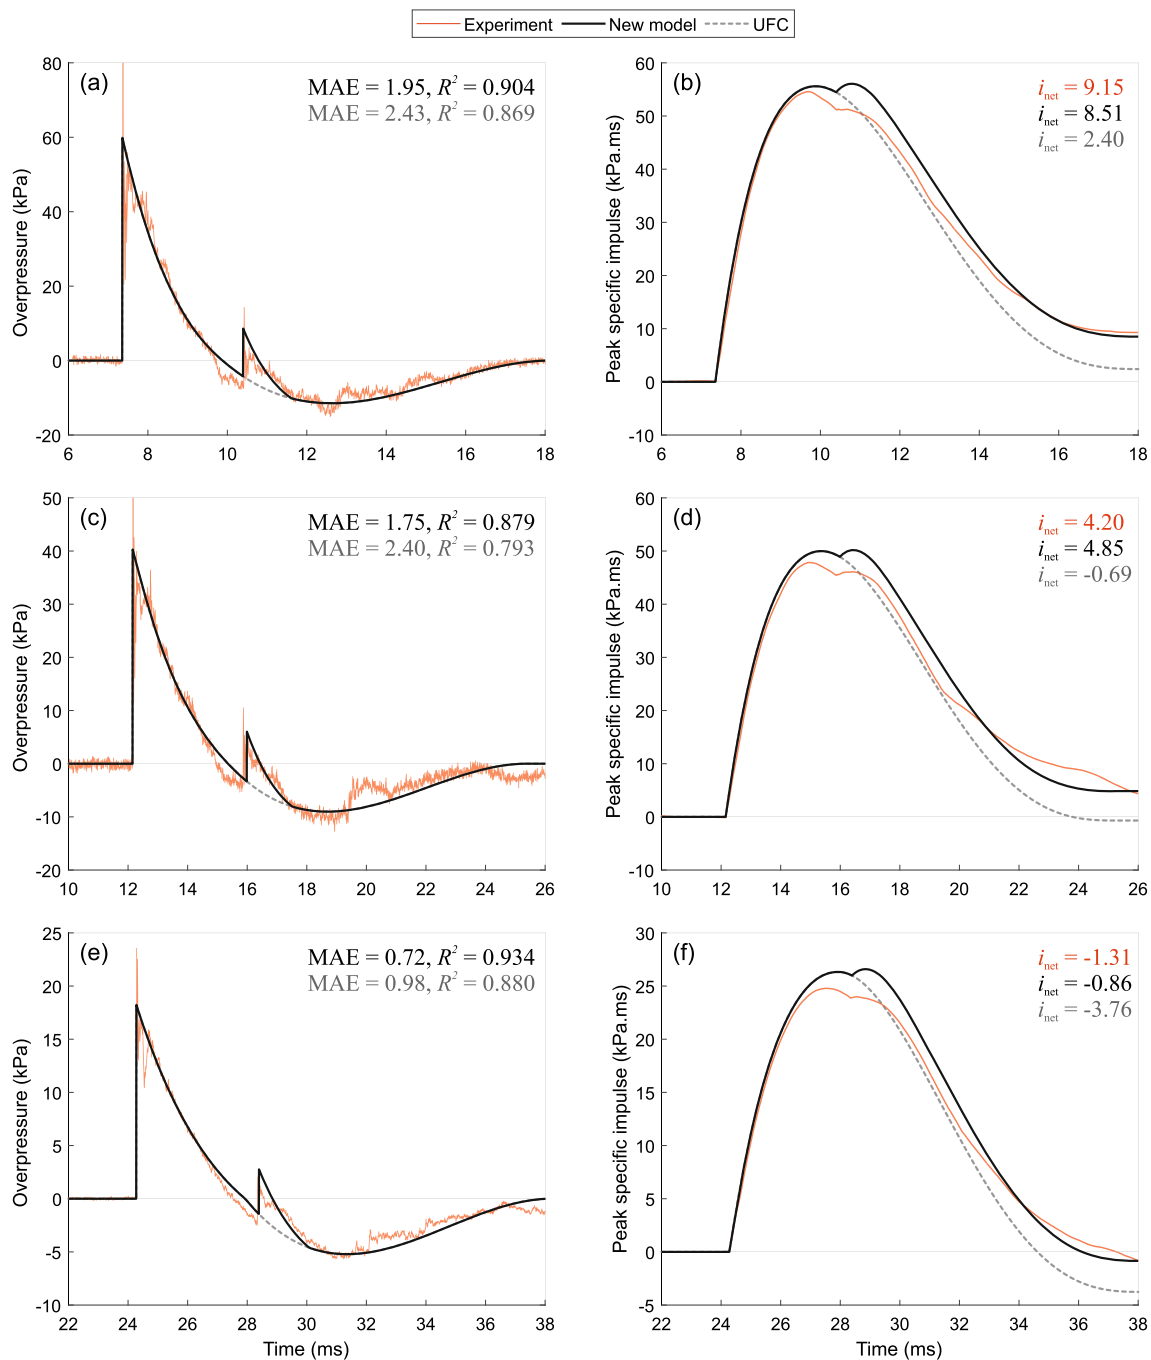 Experiment New model UFC
(a)
MAE = 1.95, R² = 0.904
MAE = 2.43, R² = 0.869
Overpressure (kPa)
80
60
40
20
0
-20
6 8 10 12 14 16 18
(b)
i_net = 9.15
i_net = 8.51
i_net = 2.40
Peak specific impulse (kPa.ms)
60
50
40
30
20
10
0
-10
6 8 10 12 14 16 18
(c)
MAE = 1.75, R² = 0.879
MAE = 2.40, R² = 0.793
Overpressure (kPa)
50
40
30
20
10
0
-10
-20
10 12 14 16 18 20 22 24 26
(d)
i_net = 4.20
i_net = 4.85
i_net = -0.69
Peak specific impulse (kPa.ms)
60
50
40
30
20
10
0
-10
10 12 14 16 18 20 22 24 26
(e)
MAE = 0.72, R² = 0.934
MAE = 0.98, R² = 0.880
Overpressure (kPa)
25
20
15
10
5
0
-5
-10
22 24 26 28 30 32 34 36 38
Time (ms)
(f)
i_net = -1.31
i_net = -0.86
i_net = -3.76
Peak specific impulse (kPa.ms)
30
25
20
15
10
5
0
-5
22 24 26 28 30 32 34 36 38
Time (ms)